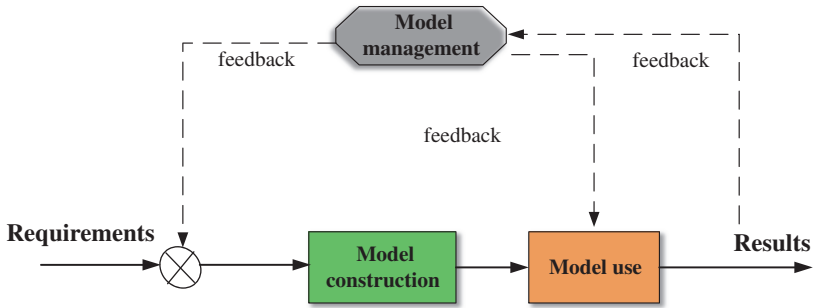 Model
management
feedback
feedback
feedback
Requirements
Results
Model
construction
Model use